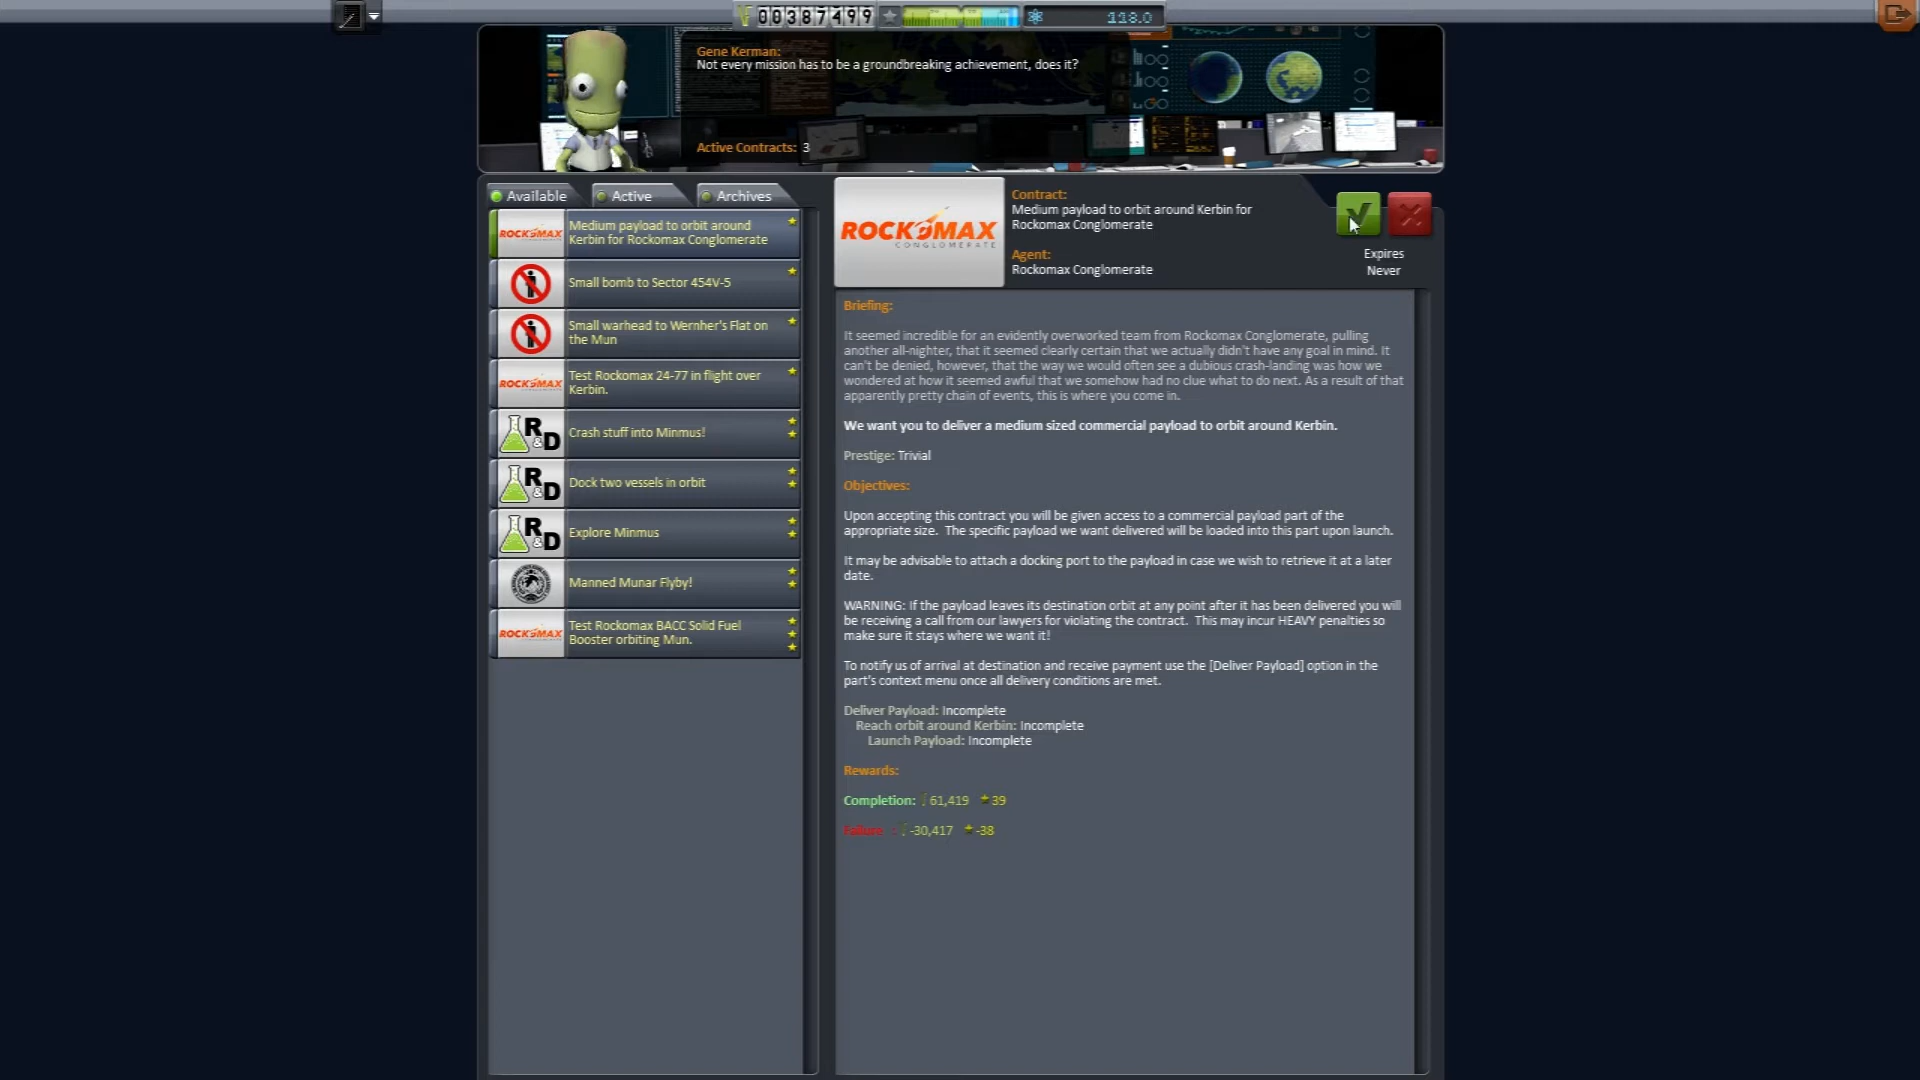 00387499
118.0
Gene Kerman:
Not every mission has to be a groundbreaking achievement, does it?
Active Contracts: 3
Available
Active
Archives
ROCKOMAX
Medium payload to orbit around
Kerbin for Rockomax Conglomerate
Small bomb to Sector 454V-5
Small warhead to Wernher's Flat on
the Mun
ROCKOMAX
Test Rockomax 24-77 in flight over
Kerbin.
R&D
Crash stuff into Minmus!
R&D
Dock two vessels in orbit
R&D
Explore Minmus
Manned Munar Flyby!
ROCKOMAX
Test Rockomax BACC Solid Fuel
Booster orbiting Mun.
ROCKOMAX
CONGLOMERATE
Contract:
Medium payload to orbit around Kerbin for
Rockomax Conglomerate
Agent:
Rockomax Conglomerate
Expires
Never
Briefing:
It seemed incredible for an evidently overworked team from Rockomax Conglomerate, pulling
another all-nighter, that it seemed clearly certain that we actually didn't have any goal in mind. It
can't be denied, however, that the way we would often see a dubious crash-landing was how we
wondered at how it seemed awful that we somehow had no clue what to do next. As a result of that
apparently pretty chain of events, this is where you come in.
We want you to deliver a medium sized commercial payload to orbit around Kerbin.
Prestige: Trivial
Objectives:
Upon accepting this contract you will be given access to a commercial payload part of the
appropriate size.  The specific payload we want delivered will be loaded into this part upon launch.
It may be advisable to attach a docking port to the payload in case we wish to retrieve it at a later
date.
WARNING: If the payload leaves its destination orbit at any point after it has been delivered you will
be receiving a call from our lawyers for violating the contract.  This may incur HEAVY penalties so
make sure it stays where we want it!
To notify us of arrival at destination and receive payment use the [Deliver Payload] option in the
part's context menu once all delivery conditions are met.
Deliver Payload: Incomplete
Reach orbit around Kerbin: Incomplete
Launch Payload: Incomplete
Rewards:
Completion: 61,419 39
Failure : -30,417 -38